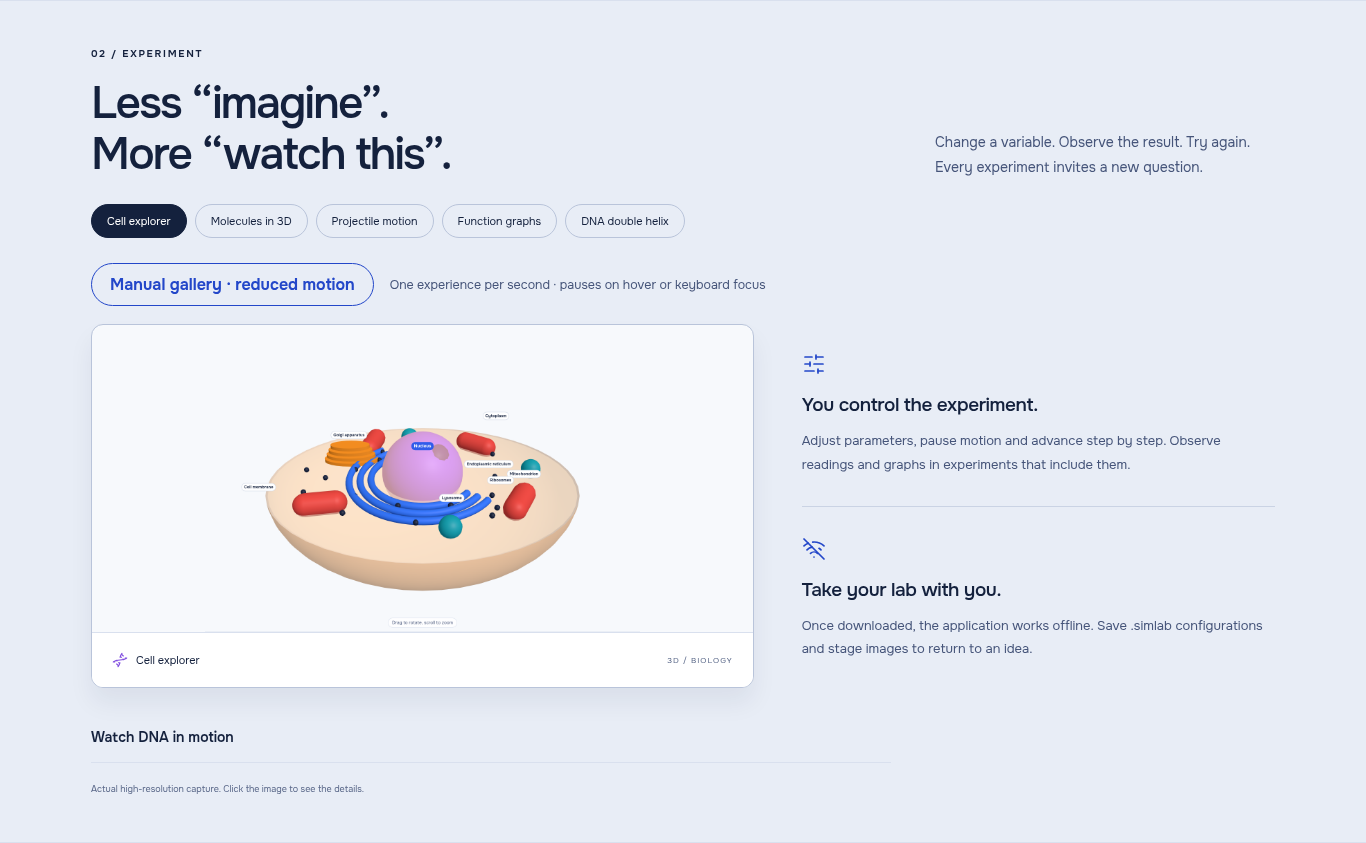 02 / EXPERIMENT
Less “imagine”.
More “watch this”.
Change a variable. Observe the result. Try again.
Every experiment invites a new question.
Cell explorer
Molecules in 3D
Projectile motion
Function graphs
DNA double helix
Manual gallery · reduced motion
One experience per second · pauses on hover or keyboard focus
Cytoplasm
Golgi apparatus
Nucleus
Endoplasmic reticulum
Mitochondrion
Ribosomes
Cell membrane
Lysosome
Drag to rotate, scroll to zoom
Cell explorer
3D / BIOLOGY
You control the experiment.
Adjust parameters, pause motion and advance step by step. Observe
readings and graphs in experiments that include them.
Take your lab with you.
Once downloaded, the application works offline. Save .simlab configurations
and stage images to return to an idea.
Watch DNA in motion
Actual high-resolution capture. Click the image to see the details.